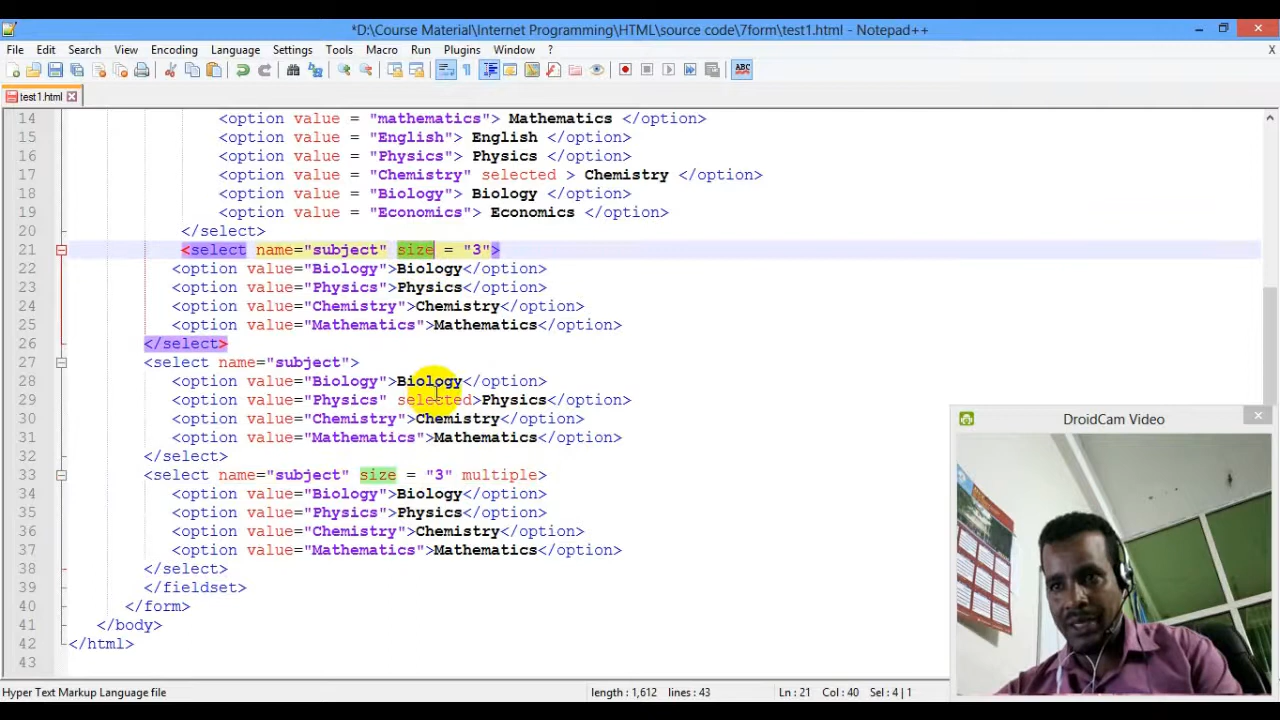 *D:\Course Material\Internet Programming\HTML\source code\7form\test1.html - Notepad++
File Edit Search View Encoding Language Settings Tools Macro Run Plugins Window ? X
ABC
test1.html
14 <option value = "mathematics"> Mathematics </option>
15 <option value = "English"> English </option>
16 <option value = "Physics"> Physics </option>
17 <option value = "Chemistry" selected > Chemistry </option>
18 <option value = "Biology"> Biology </option>
19 <option value = "Economics"> Economics </option>
20 </select>
21 <select name="subject" size = "3">
22 <option value="Biology">Biology</option>
23 <option value="Physics">Physics</option>
24 <option value="Chemistry">Chemistry</option>
25 <option value="Mathematics">Mathematics</option>
26 </select>
27 <select name="subject">
28 <option value="Biology">Biology</option>
29 <option value="Physics" selected>Physics</option>
30 <option value="Chemistry">Chemistry</option>
31 <option value="Mathematics">Mathematics</option>
32 </select>
33 <select name="subject" size = "3" multiple>
34 <option value="Biology">Biology</option>
35 <option value="Physics">Physics</option>
36 <option value="Chemistry">Chemistry</option>
37 <option value="Mathematics">Mathematics</option>
38 </select>
39 </fieldset>
40 </form>
41 </body>
42 </html>
43
DroidCam Video
Hyper Text Markup Language file length : 1,612 lines : 43 Ln : 21 Col : 40 Sel : 4 | 1